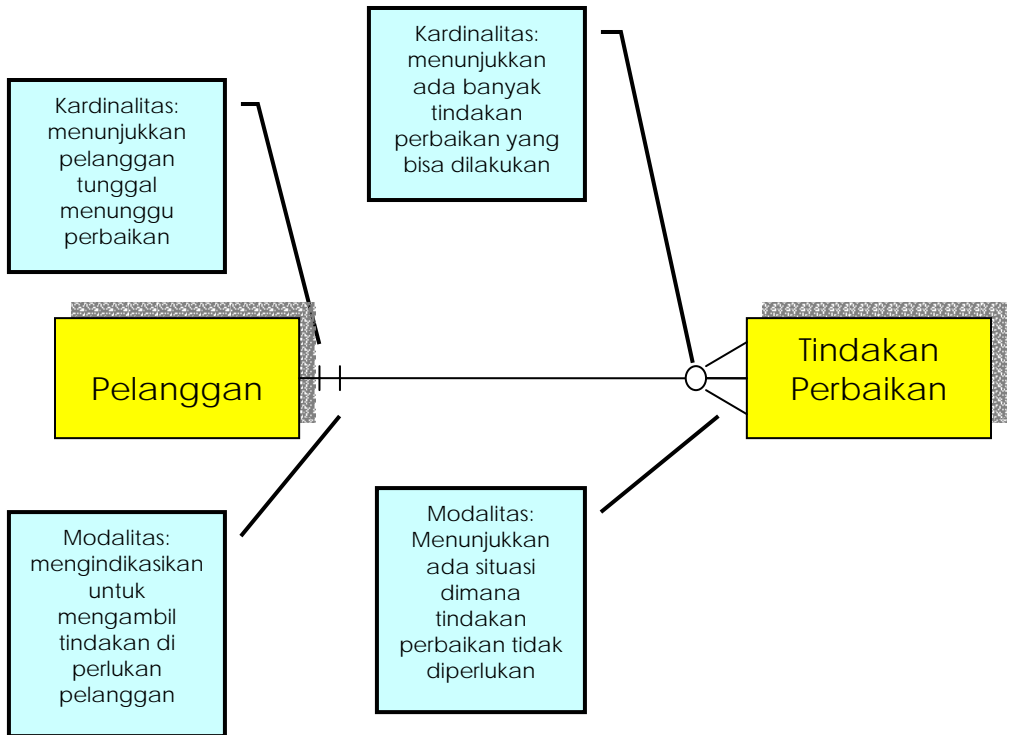 Kardinalitas:
menunjukkan
pelanggan
tunggal
menunggu
perbaikan
Kardinalitas:
menunjukkan
ada banyak
tindakan
perbaikan yang
bisa dilakukan
Pelanggan
Tindakan
Perbaikan
Modalitas:
mengindikasikan
untuk
mengambil
tindakan di
perlukan
pelanggan
Modalitas:
Menunjukkan
ada situasi
dimana
tindakan
perbaikan tidak
diperlukan